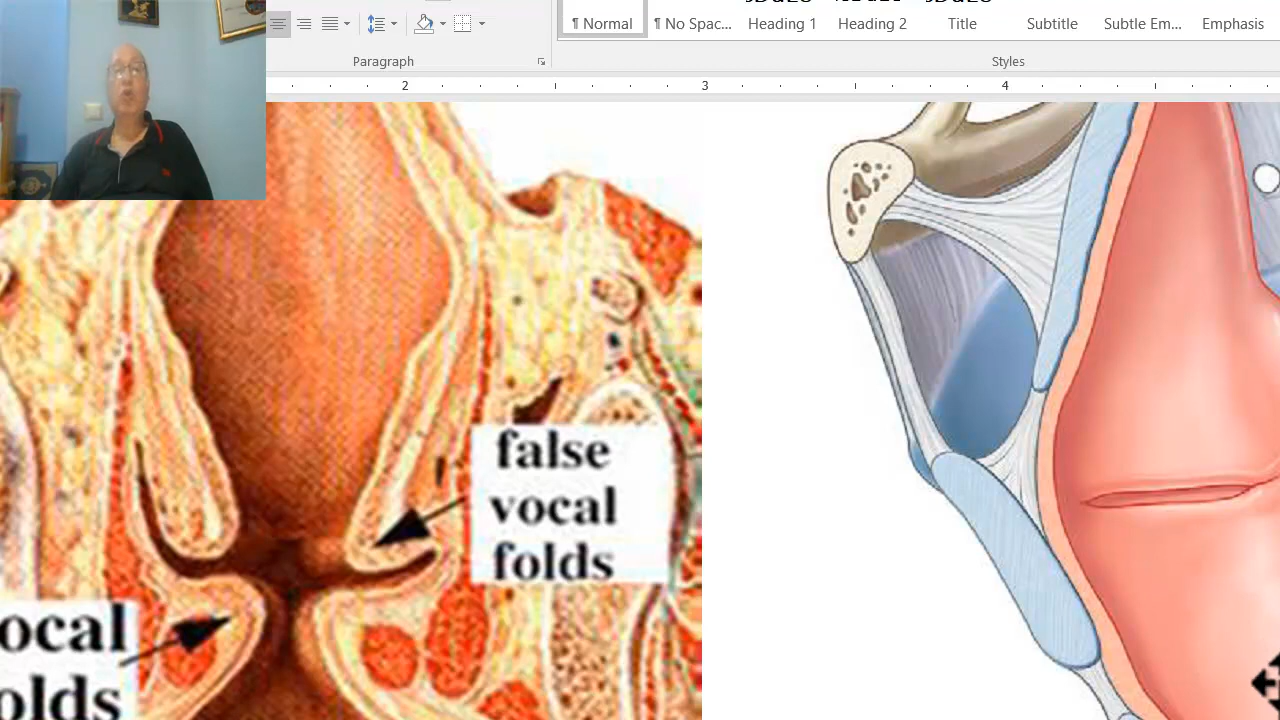 ¶ Normal
¶ No Spac...
Heading 1
Heading 2
Title
Subtitle
Subtle Em...
Emphasis
Paragraph
Styles
2
3
4
false
vocal
folds
ocal
olds